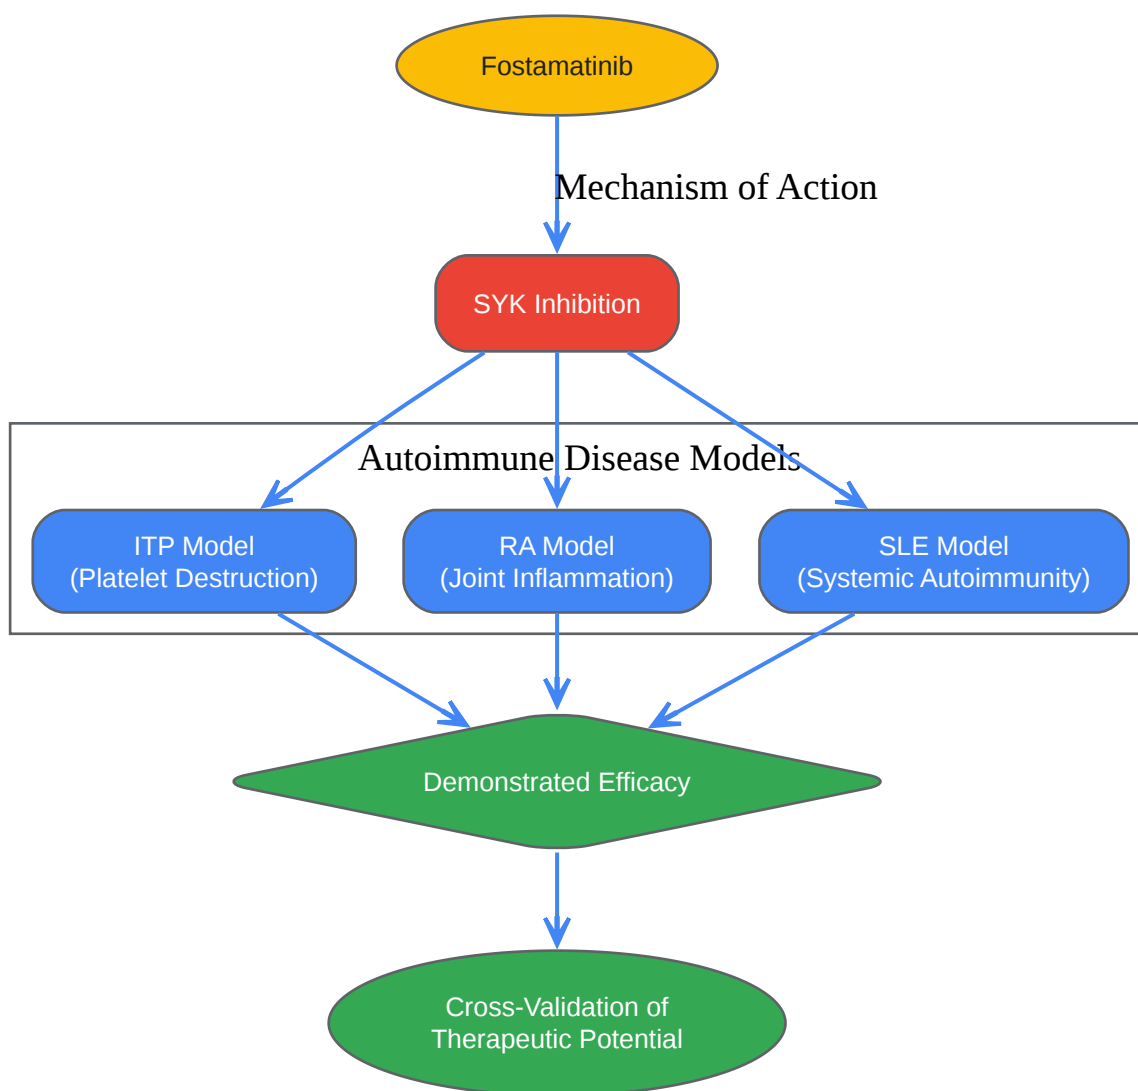 Fostamatinib
Mechanism of Action
SYK Inhibition
Autoimmune Disease Models
ITP Model
(Platelet Destruction)
RA Model
(Joint Inflammation)
SLE Model
(Systemic Autoimmunity)
Demonstrated Efficacy
Cross-Validation of
Therapeutic Potential